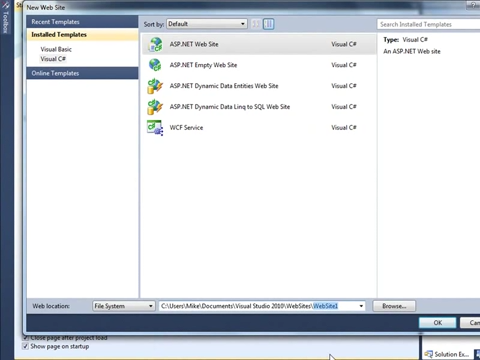 New Web Site
Recent Templates
Installed Templates
Visual Basic
Visual C#
Online Templates
Sort by: Default
Search Installed Templates
ASP.NET Web Site Visual C#
ASP.NET Empty Web Site Visual C#
ASP.NET Dynamic Data Entities Web Site Visual C#
ASP.NET Dynamic Data Linq to SQL Web Site Visual C#
WCF Service Visual C#
Type: Visual C#
An ASP.NET Web site
Toolbox
Web location: File System C:\Users\Mike\Documents\Visual Studio 2010\WebSites\WebSite1 Browse...
OK
Close page after project load
Show page on startup
Solution Ex...